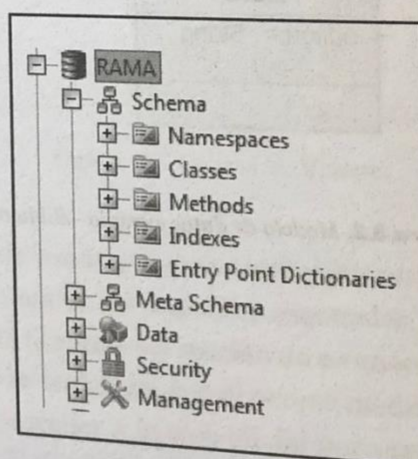 RAMA
Schema
Namespaces
Classes
Methods
Indexes
Entry Point Dictionaries
Meta Schema
Data
Security
Management